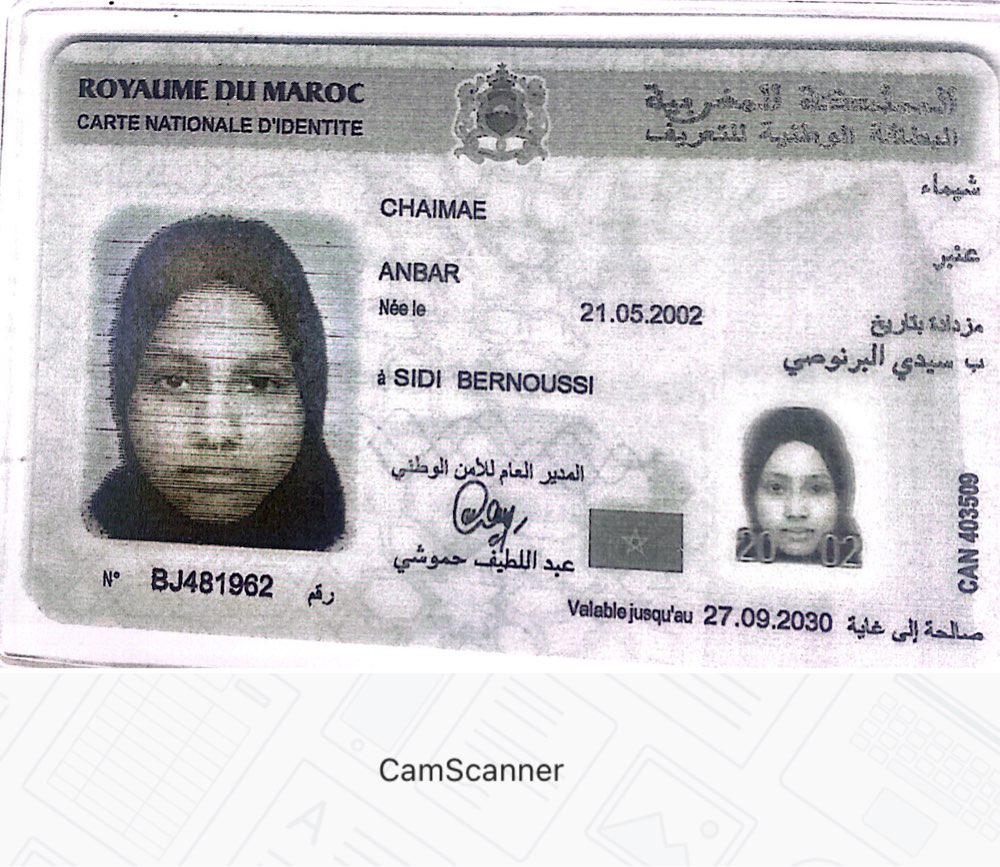 ROYAUME DU MAROC
CARTE NATIONALE D'IDENTITE
المملكة المغربية
البطاقة الوطنية للتعريف
شيماء
CHAIMAE
عنبر
ANBAR
Née le 21.05.2002 مزدادة بتاريخ
ب سيدي البرنوصي
à SIDI BERNOUSSI
المدير العام للأمن الوطني
عبد اللطيف حموشي
20 02
CAN 403509
N° BJ481962 رقم
Valable jusqu'au 27.09.2030 صالحة إلى غاية
CamScanner